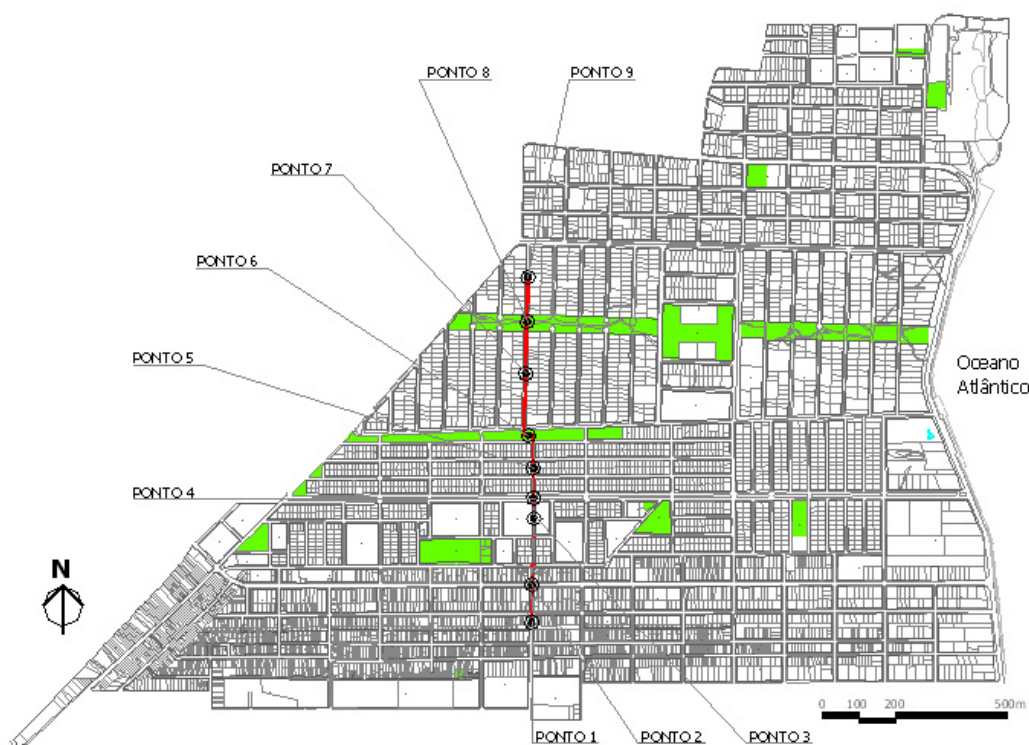 PONTO 8
PONTO 9
PONTO 7
PONTO 6
PONTO 5
Oceano
Atlântico
PONTO 4
N
0 100 200 500m
PONTO 1
PONTO 2
PONTO 3